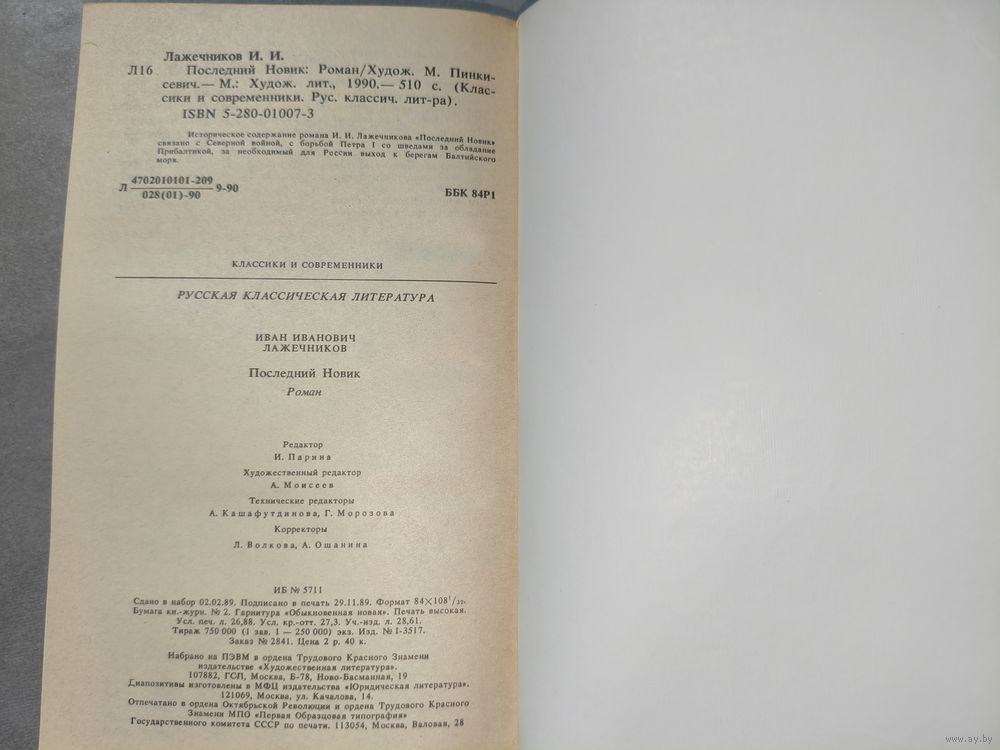 Лажечников И. И.
Л16 Последний Новик: Роман/Худож. М. Пинки-
севич.— М.: Худож. лит., 1990.— 510 с. (Клас-
сики и современники. Рус. классич. лит-ра).
ISBN 5-280-01007-3
Историческое содержание романа И. И. Лажечникова «Последний Новик»
связано с Северной войной, с борьбой Петра I со шведами за обладание
Прибалтикой, за необходимый для России выход к берегам Балтийского
моря.
4702010101-209
Л 9-90
028(01)-90
ББК 84Р1
КЛАССИКИ И СОВРЕМЕННИКИ
РУССКАЯ КЛАССИЧЕСКАЯ ЛИТЕРАТУРА
ИВАН ИВАНОВИЧ
ЛАЖЕЧНИКОВ
Последний Новик
Роман
Редактор
И. Парина
Художественный редактор
А. Моисеев
Технические редакторы
А. Кашафутдинова, Г. Морозова
Корректоры
Л. Волкова, А. Ошанина
ИБ № 5711
Сдано в набор 02.02.89. Подписано в печать 29.11.89. Формат 84×108¹/₃₂.
Бумага кн.-журн. № 2. Гарнитура «Обыкновенная новая». Печать высокая.
Усл. печ. л. 26,88. Усл. кр.-отт. 27,3. Уч.-изд. л. 28,61.
Тираж 750 000 (1 зав. 1 — 250 000) экз. Изд. № I-3517.
Заказ № 2841. Цена 2 р. 40 к.
Набрано на ПЭВМ в ордена Трудового Красного Знамени
издательстве «Художественная литература».
107882, ГСП, Москва, Б-78, Ново-Басманная, 19
Диапозитивы изготовлены в МФЦ издательства «Юридическая литература».
121069, Москва, ул. Качалова, 14.
Отпечатано в ордена Октябрьской Революции и ордена Трудового Красного
Знамени МПО «Первая Образцовая типография»
Государственного комитета СССР по печати. 113054, Москва, Валовая, 28
www.ay.by